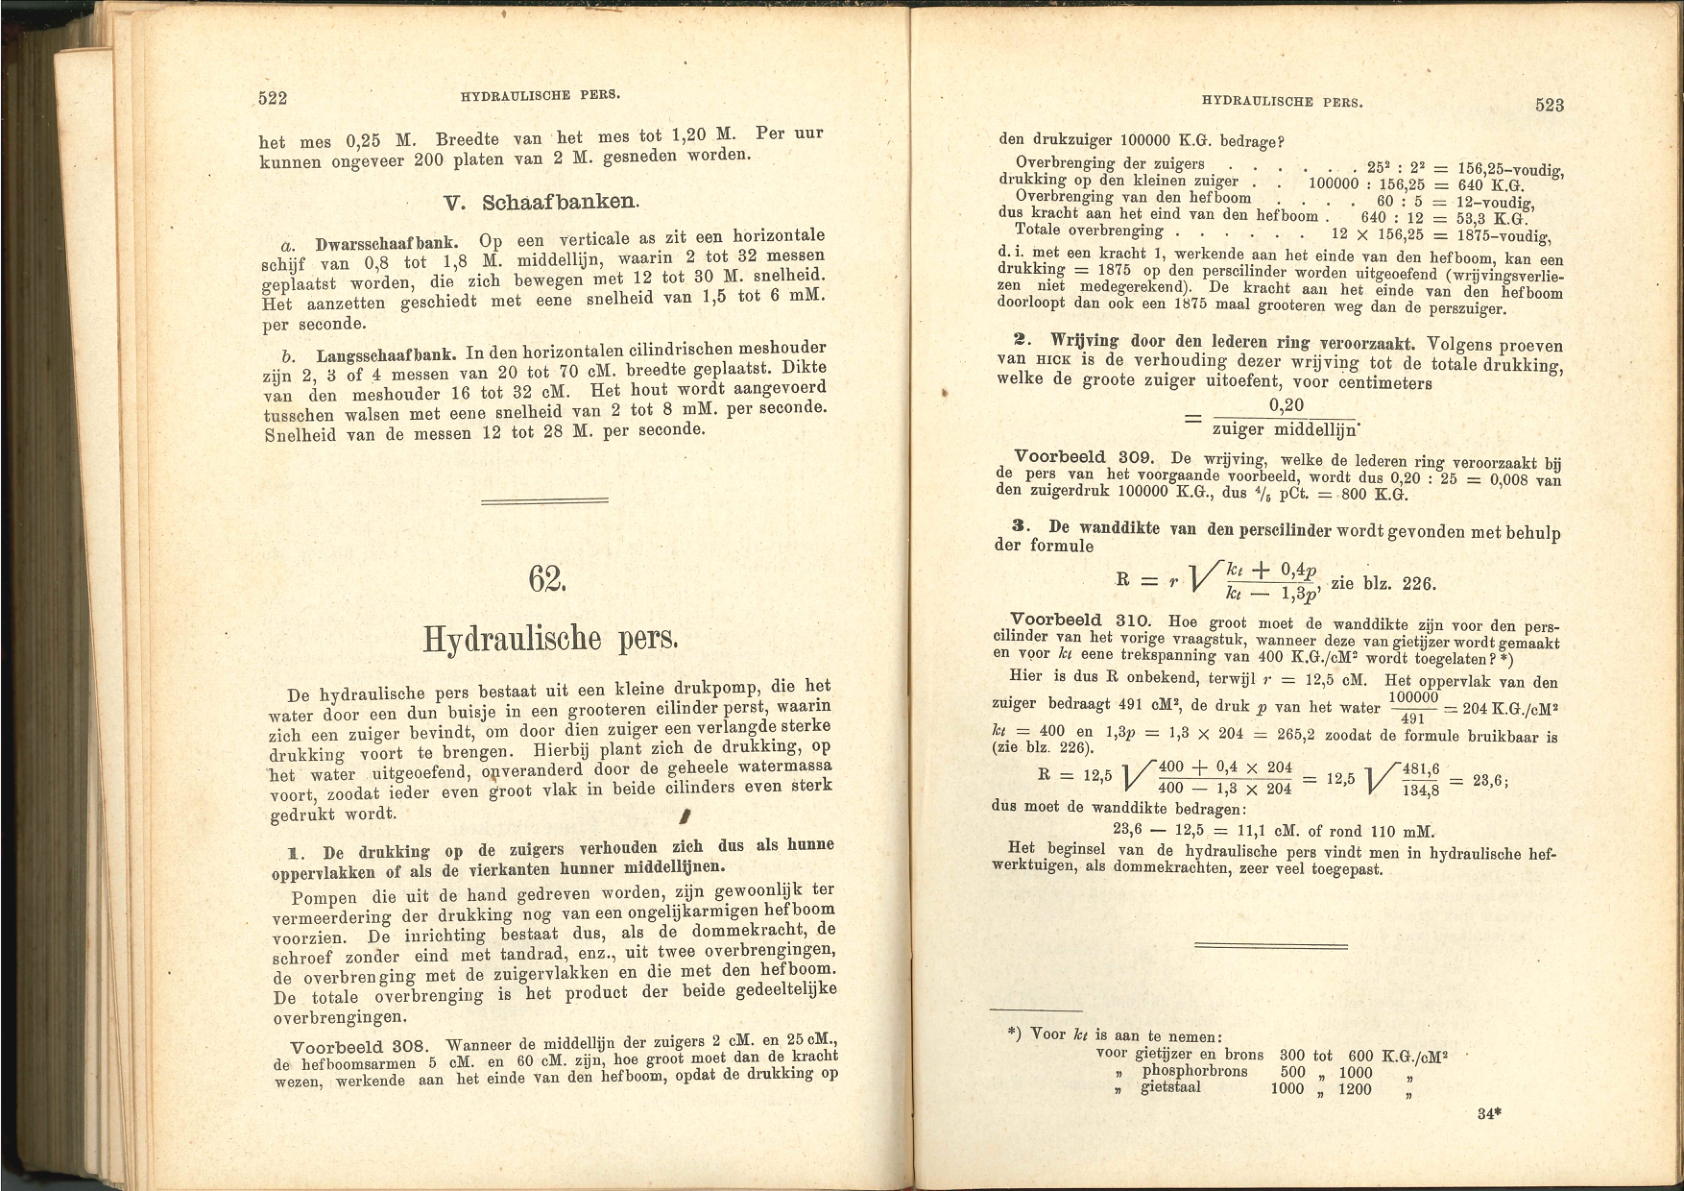 522 HYDRAULISCHE PERS.
het mes 0,25 M. Breedte van het mes tot 1,20 M. Per uur
kunnen ongeveer 200 platen van 2 M. gesneden worden.
V. Schaafbanken.
a. Dwarsschaafbank. Op een verticale as zit een horizontale
schijf van 0,8 tot 1,8 M. middellijn, waarin 2 tot 32 messen
geplaatst worden, die zich bewegen met 12 tot 30 M. snelheid.
Het aanzetten geschiedt met eene snelheid van 1,5 tot 6 mM.
per seconde.
b. Langsschaafbank. In den horizontalen cilindrischen meshouder
zijn 2, 3 of 4 messen van 20 tot 70 cM. breedte geplaatst. Dikte
van den meshouder 16 tot 32 cM. Het hout wordt aangevoerd
tusschen walsen met eene snelheid van 2 tot 8 mM. per seconde.
Snelheid van de messen 12 tot 28 M. per seconde.
62.
Hydraulische pers.
De hydraulische pers bestaat uit een kleine drukpomp, die het
water door een dun buisje in een grooteren cilinder perst, waarin
zich een zuiger bevindt, om door dien zuiger een verlangde sterke
drukking voort te brengen. Hierbij plant zich de drukking, op
het water uitgeoefend, onveranderd door de geheele watermassa
voort, zoodat ieder even groot vlak in beide cilinders even sterk
gedrukt wordt.
1. De drukking op de zuigers verhouden zich dus als hunne
oppervlakken of als de vierkanten hunner middellijnen.
Pompen die uit de hand gedreven worden, zijn gewoonlijk ter
vermeerdering der drukking nog van een ongelijkarmigen hefboom
voorzien. De inrichting bestaat dus, als de dommekracht, de
schroef zonder eind met tandrad, enz., uit twee overbrengingen,
de overbrenging met de zuigervlakken en die met den hefboom.
De totale overbrenging is het product der beide gedeeltelijke
overbrengingen.
Voorbeeld 308. Wanneer de middellijn der zuigers 2 cM. en 25 cM.,
de hefboomsarmen 5 cM. en 60 cM. zijn, hoe groot moet dan de kracht
wezen, werkende aan het einde van den hefboom, opdat de drukking op
HYDRAULISCHE PERS. 523
den drukzuiger 100000 K.G. bedrage?
Overbrenging der zuigers . . . . . . 25² : 2² = 156,25-voudig,
drukking op den kleinen zuiger . . 100000 : 156,25 = 640 K.G.
Overbrenging van den hefboom . . . . 60 : 5 = 12-voudig,
dus kracht aan het eind van den hefboom . 640 : 12 = 53,3 K.G.
Totale overbrenging . . . . . . 12 × 156,25 = 1875-voudig,
d. i. met een kracht 1, werkende aan het einde van den hefboom, kan een
drukking = 1875 op den perscilinder worden uitgeoefend (wrijvingsverlie-
zen niet medegerekend). De kracht aan het einde van den hefboom
doorloopt dan ook een 1875 maal grooteren weg dan de perszuiger.
2. Wrijving door den lederen ring veroorzaakt. Volgens proeven
van HICK is de verhouding dezer wrijving tot de totale drukking,
welke de groote zuiger uitoefent, voor centimeters
0,20
=
zuiger middellijn.
Voorbeeld 309. De wrijving, welke de lederen ring veroorzaakt bij
de pers van het voorgaande voorbeeld, wordt dus 0,20 : 25 = 0,008 van
den zuigerdruk 100000 K.G., dus ⁴/₅ pCt. = 800 K.G.
3. De wanddikte van den perscilinder wordt gevonden met behulp
der formule
R = r √ (kt + 0,4p) / (kt — 1,3p), zie blz. 226.
Voorbeeld 310. Hoe groot moet de wanddikte zijn voor den pers-
cilinder van het vorige vraagstuk, wanneer deze van gietijzer wordt gemaakt
en voor kt eene trekspanning van 400 K.G./cM² wordt toegelaten? *)
Hier is dus R onbekend, terwijl r = 12,5 cM. Het oppervlak van den
zuiger bedraagt 491 cM², de druk p van het water 100000 / 491 = 204 K.G./cM²
kt = 400 en 1,3p = 1,3 × 204 = 265,2 zoodat de formule bruikbaar is
(zie blz. 226).
R = 12,5 √ (400 + 0,4 × 204) / (400 — 1,3 × 204) = 12,5 √ 481,6 / 134,8 = 23,6;
dus moet de wanddikte bedragen:
23,6 — 12,5 = 11,1 cM. of rond 110 mM.
Het beginsel van de hydraulische pers vindt men in hydraulische hef-
werktuigen, als dommekrachten, zeer veel toegepast.
*) Voor kt is aan te nemen:
voor gietijzer en brons 300 tot 600 K.G./cM²
„ phosphorbrons 500 „ 1000 „
„ gietstaal 1000 „ 1200 „
34*